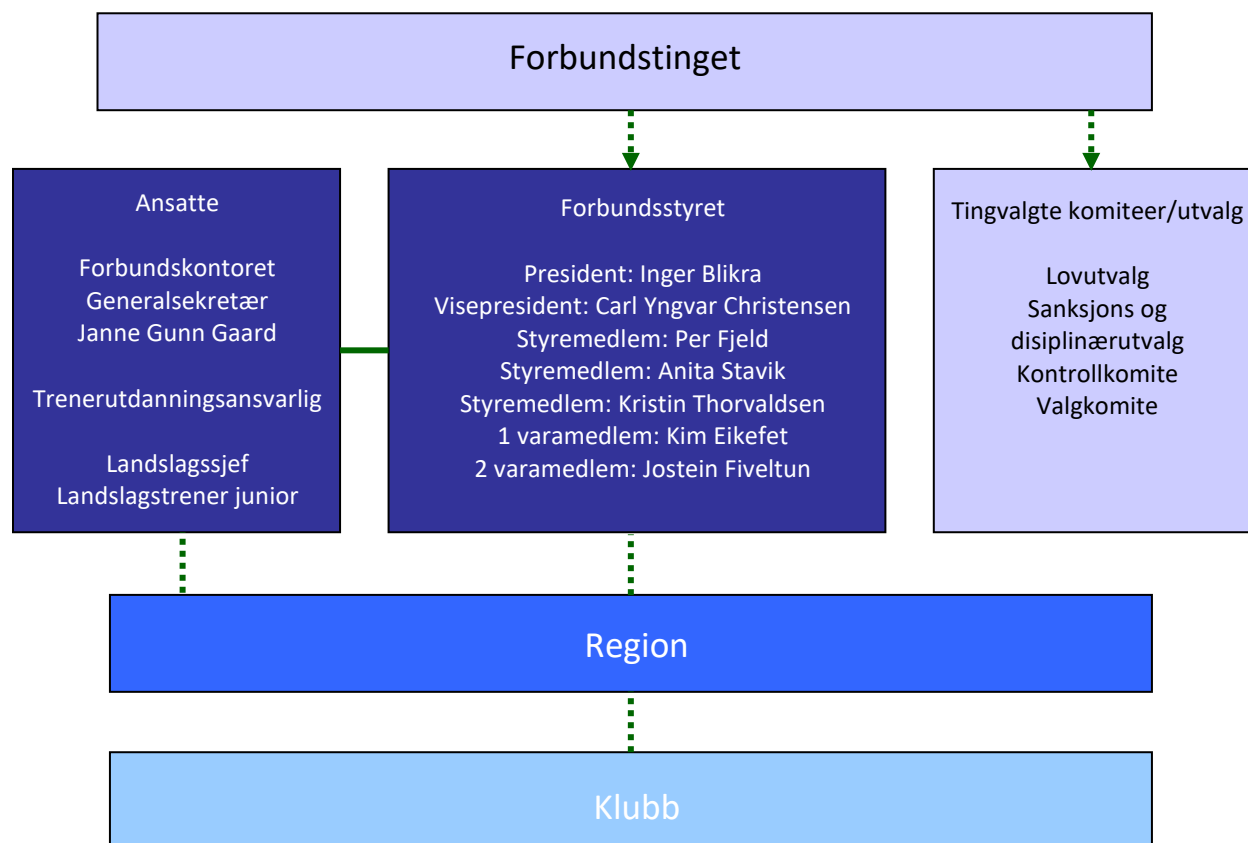 Forbundstinget
Ansatte
Forbundskontoret
Generalsekretær
Janne Gunn Gaard
Trenerutdanningsansvarlig
Landslagssjef
Landslagstrener junior
Forbundsstyret
President: Inger Blikra
Visepresident: Carl Yngvar Christensen
Styremedlem: Per Fjeld
Styremedlem: Anita Stavik
Styremedlem: Kristin Thorvaldsen
1 varamedlem: Kim Eikefet
2 varamedlem: Jostein Fiveltun
Tingvalgte komiteer/utvalg
Lovutvalg
Sanksjons og
disiplinærutvalg
Kontrollkomite
Valgkomite
Region
Klubb